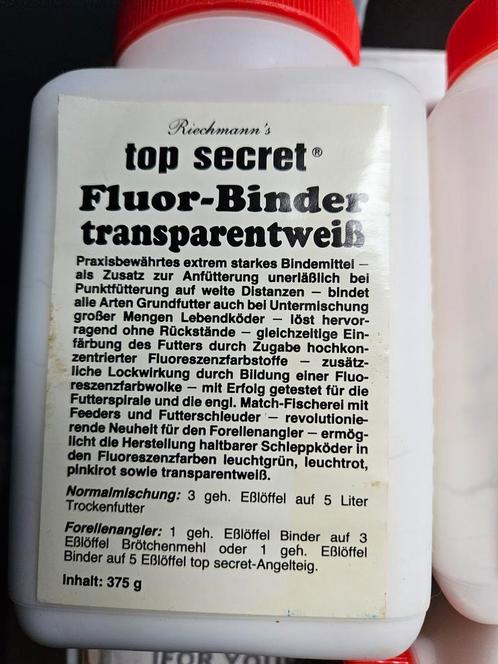 Riechmann's
top secret®
Fluor-Binder
transparentweiß
Praxisbewährtes extrem starkes Bindemittel —
als Zusatz zur Anfütterung unerläßlich bei
Punktfütterung auf weite Distanzen — bindet
alle Arten Grundfutter auch bei Untermischung
großer Mengen Lebendköder — löst hervor-
ragend ohne Rückstände — gleichzeitige Ein-
färbung des Futters durch Zugabe hochkon-
zentrierter Fluoreszenzfarbstoffe — zusätz-
liche Lockwirkung durch Bildung einer Fluo-
reszenzfarbwolke — mit Erfolg getestet für die
Futterspirale und die engl. Match-Fischerei mit
Feeders und Futterschleuder — revolutionie-
rende Neuheit für den Forellenangler — ermög-
licht die Herstellung haltbarer Schleppköder in
den Fluoreszenzfarben leuchtgrün, leuchtrot,
pinkirot sowie transparentweiß.
Normalmischung: 3 geh. Eßlöffel auf 5 Liter
Trockenfutter
Forellenangler: 1 geh. Eßlöffel Binder auf 3
Eßlöffel Brötchenmehl oder 1 geh. Eßlöffel
Binder auf 5 Eßlöffel top secret-Angelteig.
Inhalt: 375 g
FOR YOU